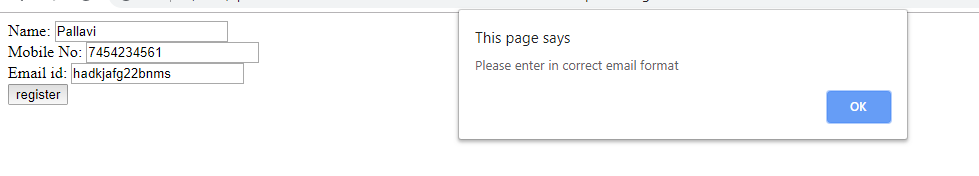 Name: Pallavi
Mobile No: 7454234561
Email id: hadkjafg22bnms
register
This page says
Please enter in correct email format
OK